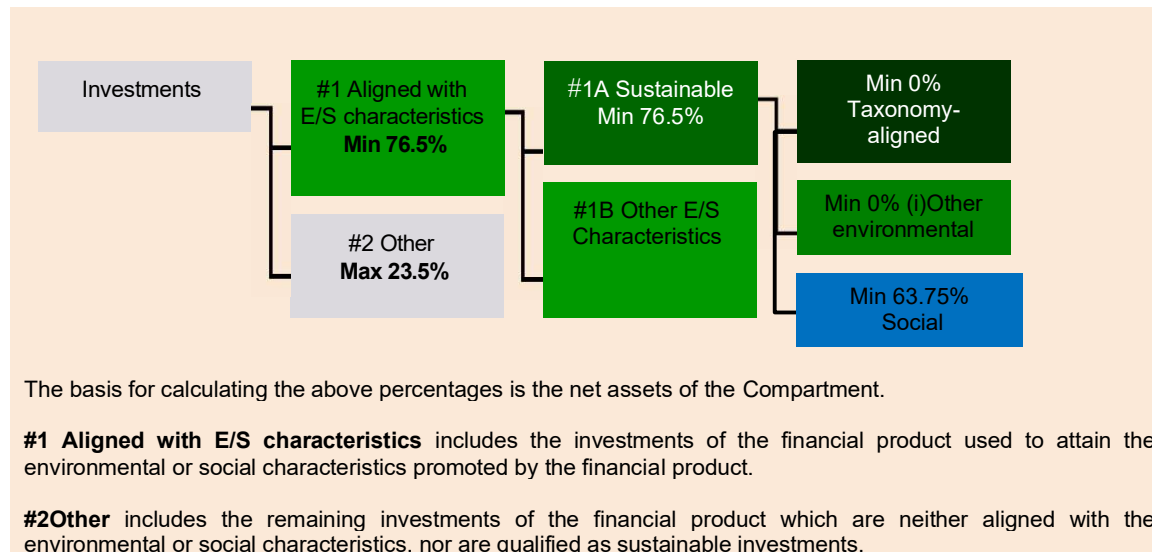 Investments
#1 Aligned with
E/S characteristics
Min 76.5%
#2 Other
Max 23.5%
#1A Sustainable
Min 76.5%
#1B Other E/S
Characteristics
Min 0%
Taxonomy-
aligned
Min 0% (i)Other
environmental
Min 63.75%
Social
The basis for calculating the above percentages is the net assets of the Compartment.
#1 Aligned with E/S characteristics includes the investments of the financial product used to attain the
environmental or social characteristics promoted by the financial product.
#2Other includes the remaining investments of the financial product which are neither aligned with the
environmental or social characteristics, nor are qualified as sustainable investments.